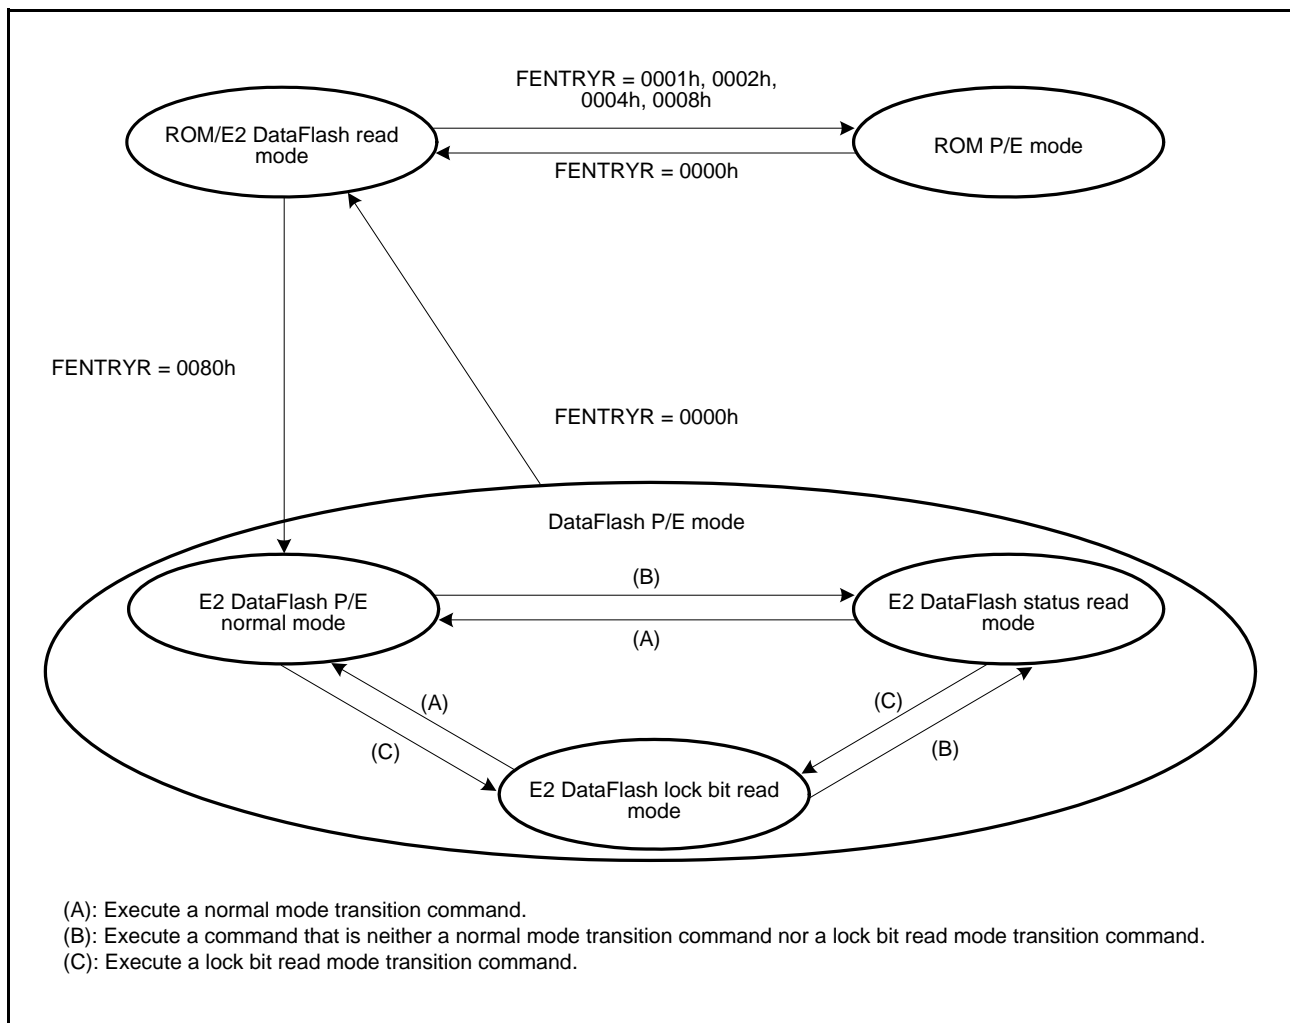 FENTRYR = 0001h, 0002h,
0004h, 0008h
ROM/E2 DataFlash read
mode
ROM P/E mode
FENTRYR = 0000h
FENTRYR = 0080h
FENTRYR = 0000h
DataFlash P/E mode
(B)
E2 DataFlash P/E
normal mode
E2 DataFlash status read
mode
(A)
(A)
(C)
(C)
(B)
E2 DataFlash lock bit read
mode
(A): Execute a normal mode transition command.
(B): Execute a command that is neither a normal mode transition command nor a lock bit read mode transition command.
(C): Execute a lock bit read mode transition command.